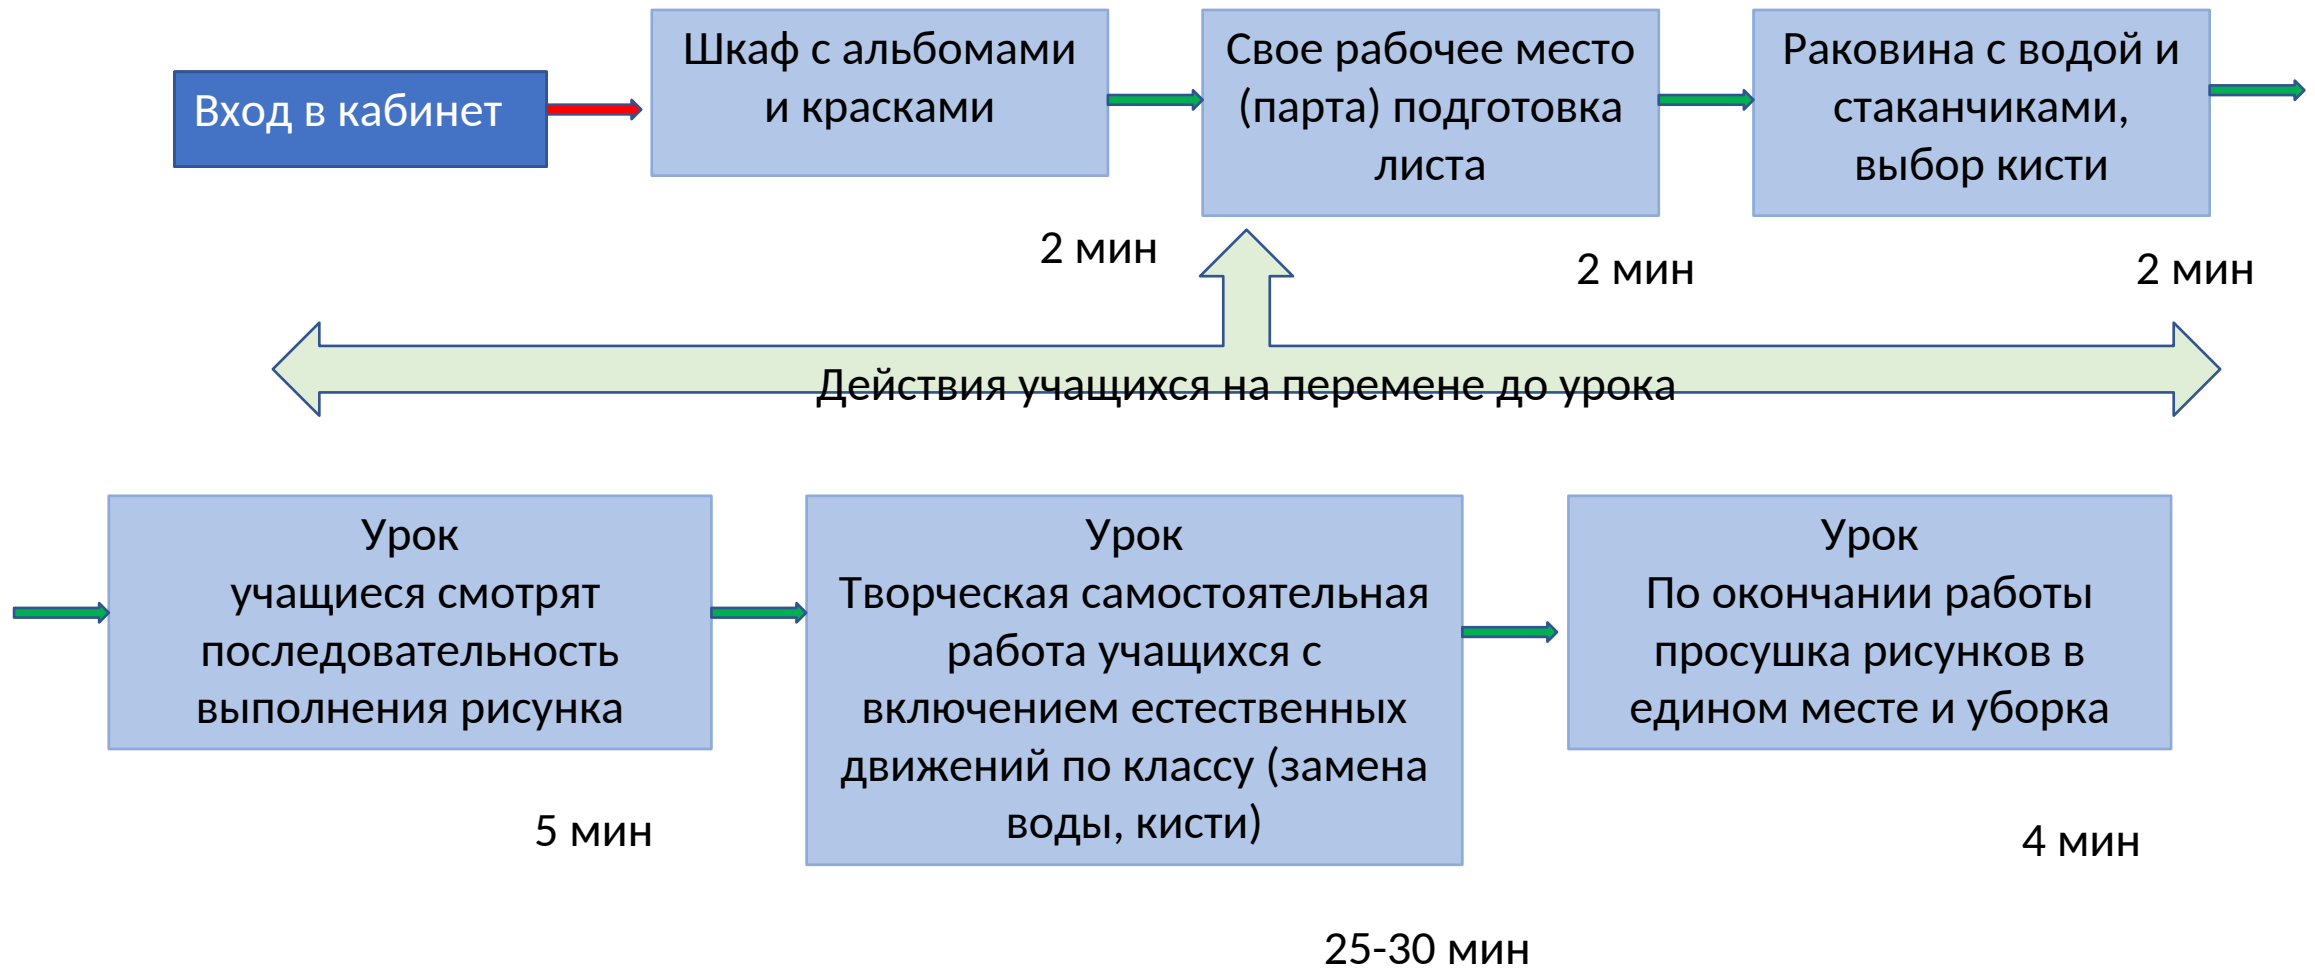 Вход в кабинет
Шкаф с альбомами
и красками
Свое рабочее место
(парта) подготовка
листа
Раковина с водой и
стаканчиками,
выбор кисти
2 мин
2 мин
2 мин
Действия учащихся на перемене до урока
Урок
учащиеся смотрят
последовательность
выполнения рисунка
Урок
Творческая самостоятельная
работа учащихся с
включением естественных
движений по классу (замена
воды, кисти)
Урок
По окончании работы
просушка рисунков в
едином месте и уборка
5 мин
4 мин
25-30 мин